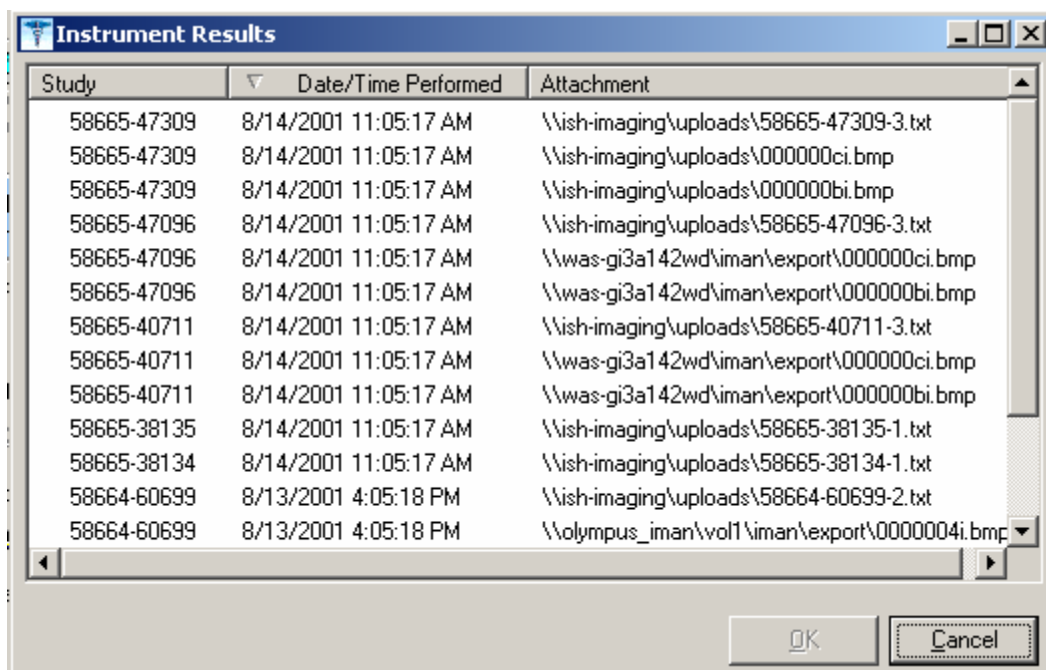 Instrument Results
Study Date/Time Performed Attachment
58665-47309 8/14/2001 11:05:17 AM \\ish-imaging\uploads\58665-47309-3.txt
58665-47309 8/14/2001 11:05:17 AM \\ish-imaging\uploads\000000ci.bmp
58665-47309 8/14/2001 11:05:17 AM \\ish-imaging\uploads\000000bi.bmp
58665-47096 8/14/2001 11:05:17 AM \\ish-imaging\uploads\58665-47096-3.txt
58665-47096 8/14/2001 11:05:17 AM \\was-gi3a142wd\iman\export\000000ci.bmp
58665-47096 8/14/2001 11:05:17 AM \\was-gi3a142wd\iman\export\000000bi.bmp
58665-40711 8/14/2001 11:05:17 AM \\ish-imaging\uploads\58665-40711-3.txt
58665-40711 8/14/2001 11:05:17 AM \\was-gi3a142wd\iman\export\000000ci.bmp
58665-40711 8/14/2001 11:05:17 AM \\was-gi3a142wd\iman\export\000000bi.bmp
58665-38135 8/14/2001 11:05:17 AM \\ish-imaging\uploads\58665-38135-1.txt
58665-38134 8/14/2001 11:05:17 AM \\ish-imaging\uploads\58665-38134-1.txt
58664-60699 8/13/2001 4:05:18 PM \\ish-imaging\uploads\58664-60699-2.txt
58664-60699 8/13/2001 4:05:18 PM \\olympus_iman\vol1\iman\export\0000004i.bmp
OK Cancel